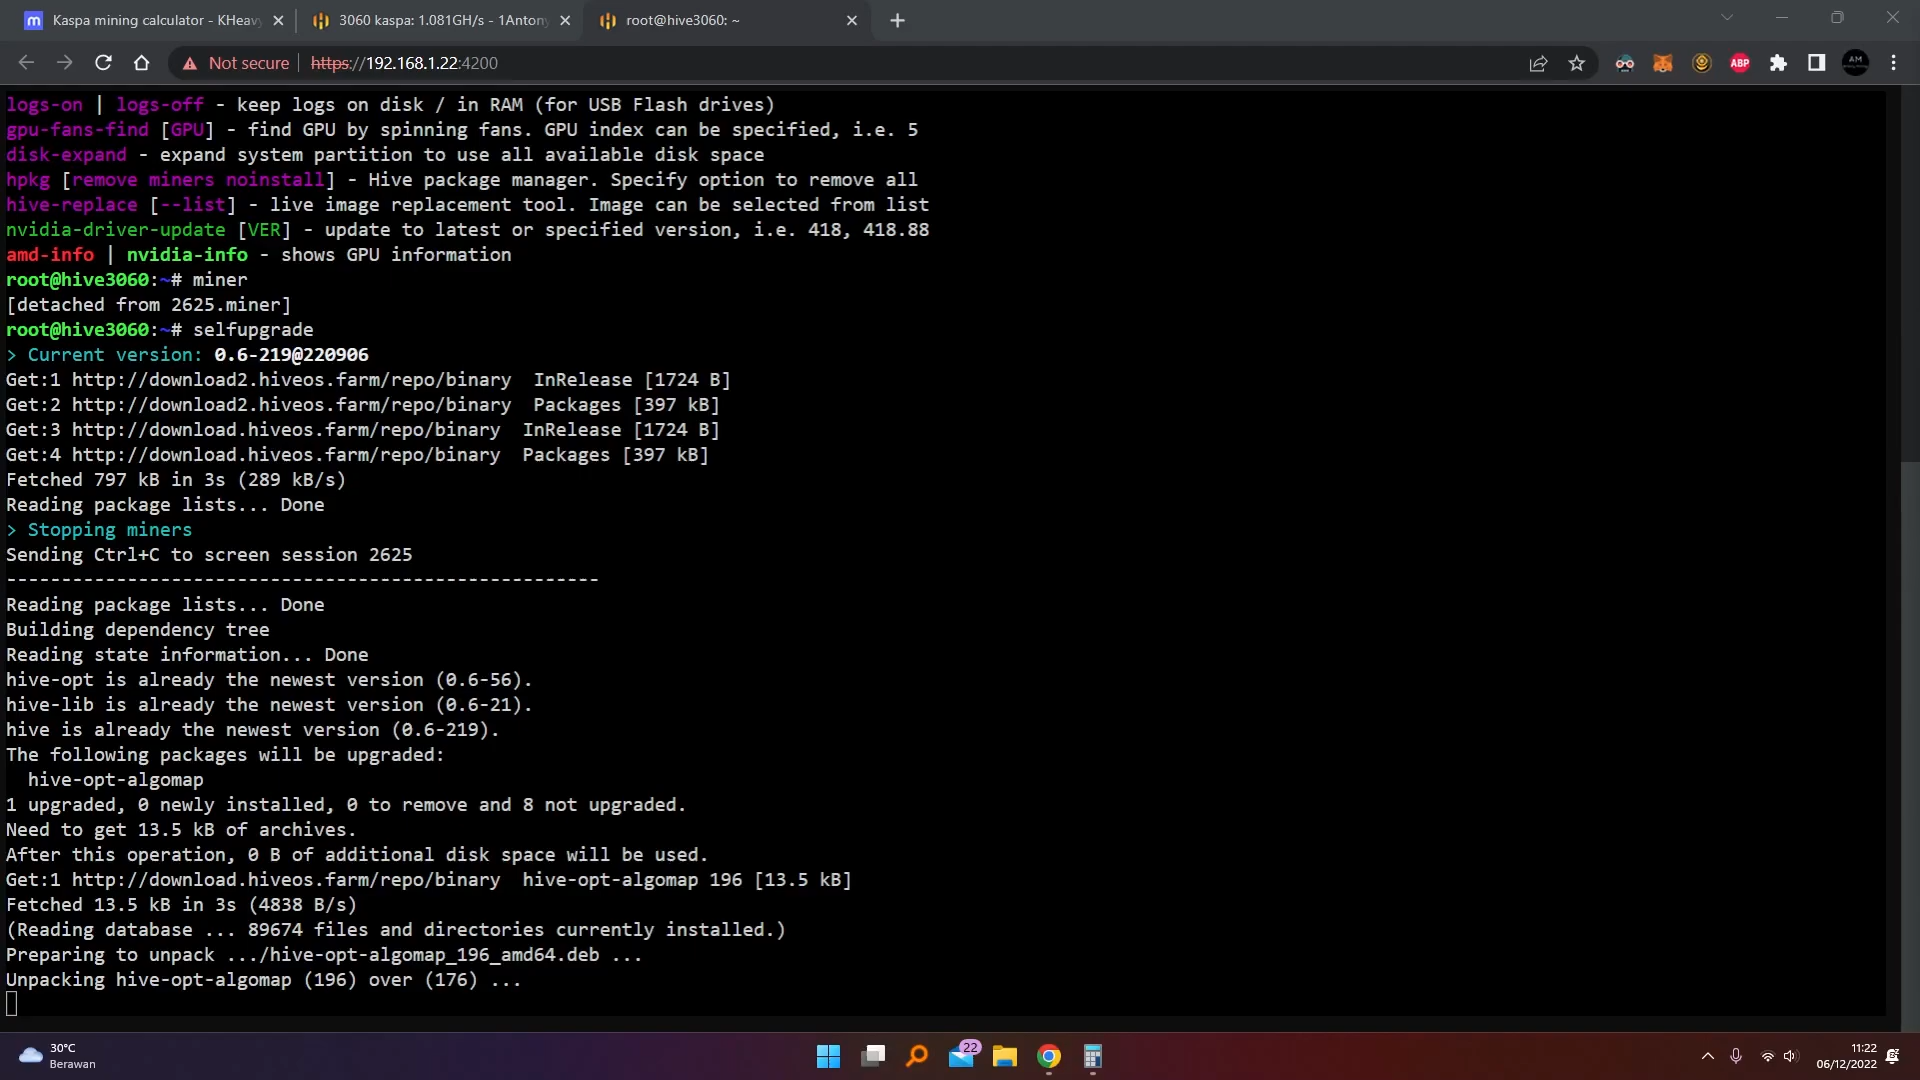 Kaspa mining calculator - KHeavy
3060 kaspa: 1.081GH/s - 1Antony
root@hive3060: ~
Not secure
https://192.168.1.22:4200
ABP
AM
logs-on | logs-off - keep logs on disk / in RAM (for USB Flash drives)
gpu-fans-find [GPU] - find GPU by spinning fans. GPU index can be specified, i.e. 5
disk-expand - expand system partition to use all available disk space
hpkg [remove miners noinstall] - Hive package manager. Specify option to remove all
hive-replace [--list] - live image replacement tool. Image can be selected from list
nvidia-driver-update [VER] - update to latest or specified version, i.e. 418, 418.88
amd-info | nvidia-info - shows GPU information
root@hive3060:~# miner
[detached from 2625.miner]
root@hive3060:~# selfupgrade
> Current version: 0.6-219@220906
Get:1 http://download2.hiveos.farm/repo/binary  InRelease [1724 B]
Get:2 http://download2.hiveos.farm/repo/binary  Packages [397 kB]
Get:3 http://download.hiveos.farm/repo/binary  InRelease [1724 B]
Get:4 http://download.hiveos.farm/repo/binary  Packages [397 kB]
Fetched 797 kB in 3s (289 kB/s)
Reading package lists... Done
> Stopping miners
Sending Ctrl+C to screen session 2625
------------------------------------------------------
Reading package lists... Done
Building dependency tree
Reading state information... Done
hive-opt is already the newest version (0.6-56).
hive-lib is already the newest version (0.6-21).
hive is already the newest version (0.6-219).
The following packages will be upgraded:
  hive-opt-algomap
1 upgraded, 0 newly installed, 0 to remove and 8 not upgraded.
Need to get 13.5 kB of archives.
After this operation, 0 B of additional disk space will be used.
Get:1 http://download.hiveos.farm/repo/binary  hive-opt-algomap 196 [13.5 kB]
Fetched 13.5 kB in 3s (4838 B/s)
(Reading database ... 89674 files and directories currently installed.)
Preparing to unpack .../hive-opt-algomap_196_amd64.deb ...
Unpacking hive-opt-algomap (196) over (176) ...
30°C
Berawan
22
11:22
06/12/2022